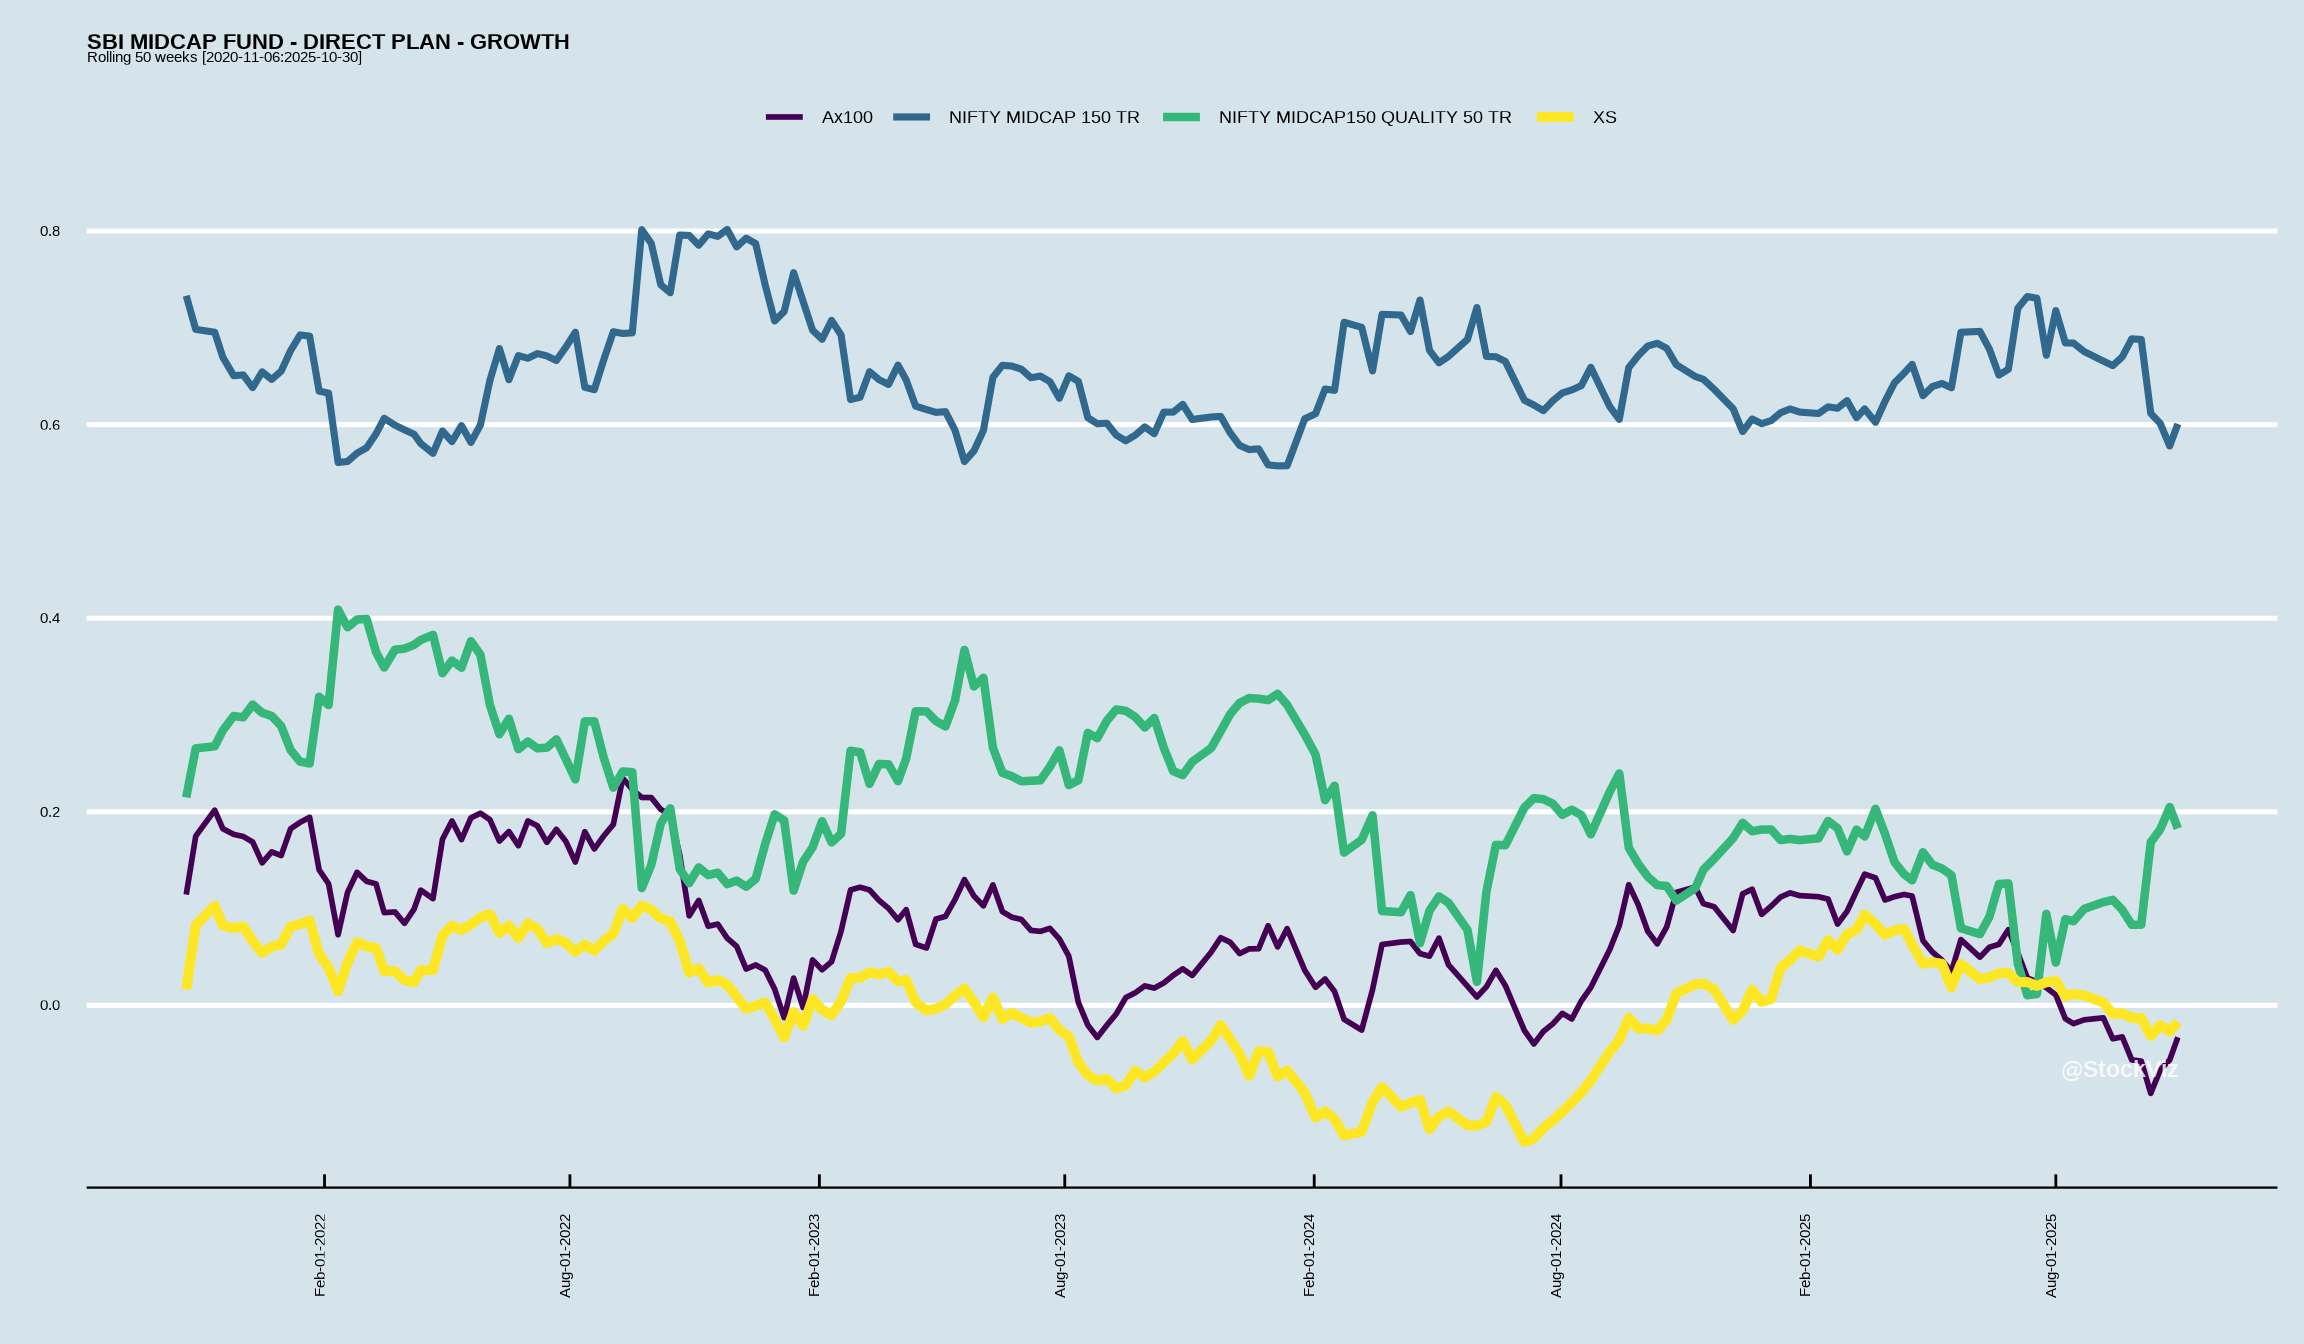 SBI MIDCAP FUND - DIRECT PLAN - GROWTH
Rolling 50 weeks [2020-11-06:2025-10-30]
Ax100 NIFTY MIDCAP 150 TR NIFTY MIDCAP150 QUALITY 50 TR XS
0.8
0.6
0.4
0.2
0.0
@StockViz
Feb-01-2022
Aug-01-2022
Feb-01-2023
Aug-01-2023
Feb-01-2024
Aug-01-2024
Feb-01-2025
Aug-01-2025